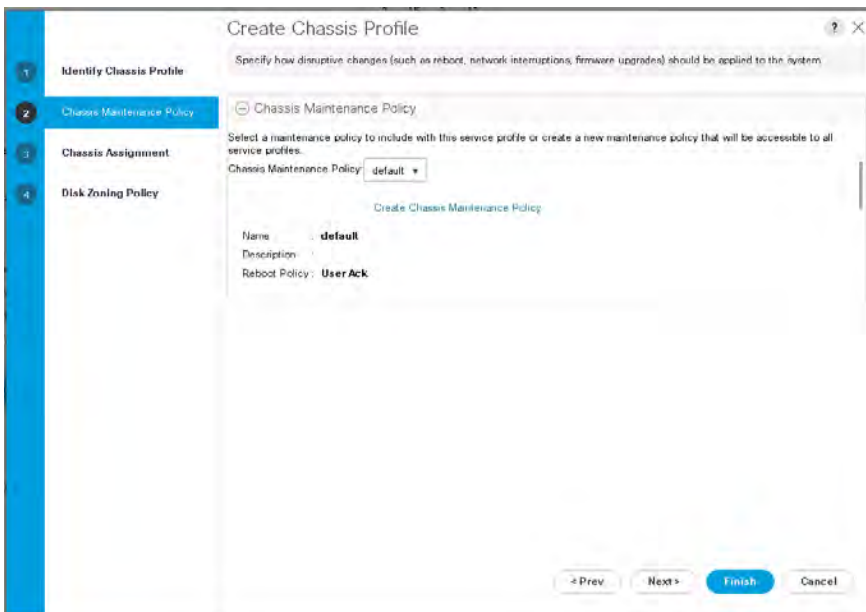 Create Chassis Profile
? ×
1 Identify Chassis Profile
2 Chassis Maintenance Policy
3 Chassis Assignment
4 Disk Zoning Policy
Specify how disruptive changes (such as reboot, network interruptions, firmware upgrades) should be applied to the system
Chassis Maintenance Policy
Select a maintenance policy to include with this service profile or create a new maintenance policy that will be accessible to all
service profiles.
Chassis Maintenance Policy: default
Create Chassis Maintenance Policy
Name : default
Description :
Reboot Policy : User Ack
< Prev Next > Finish Cancel